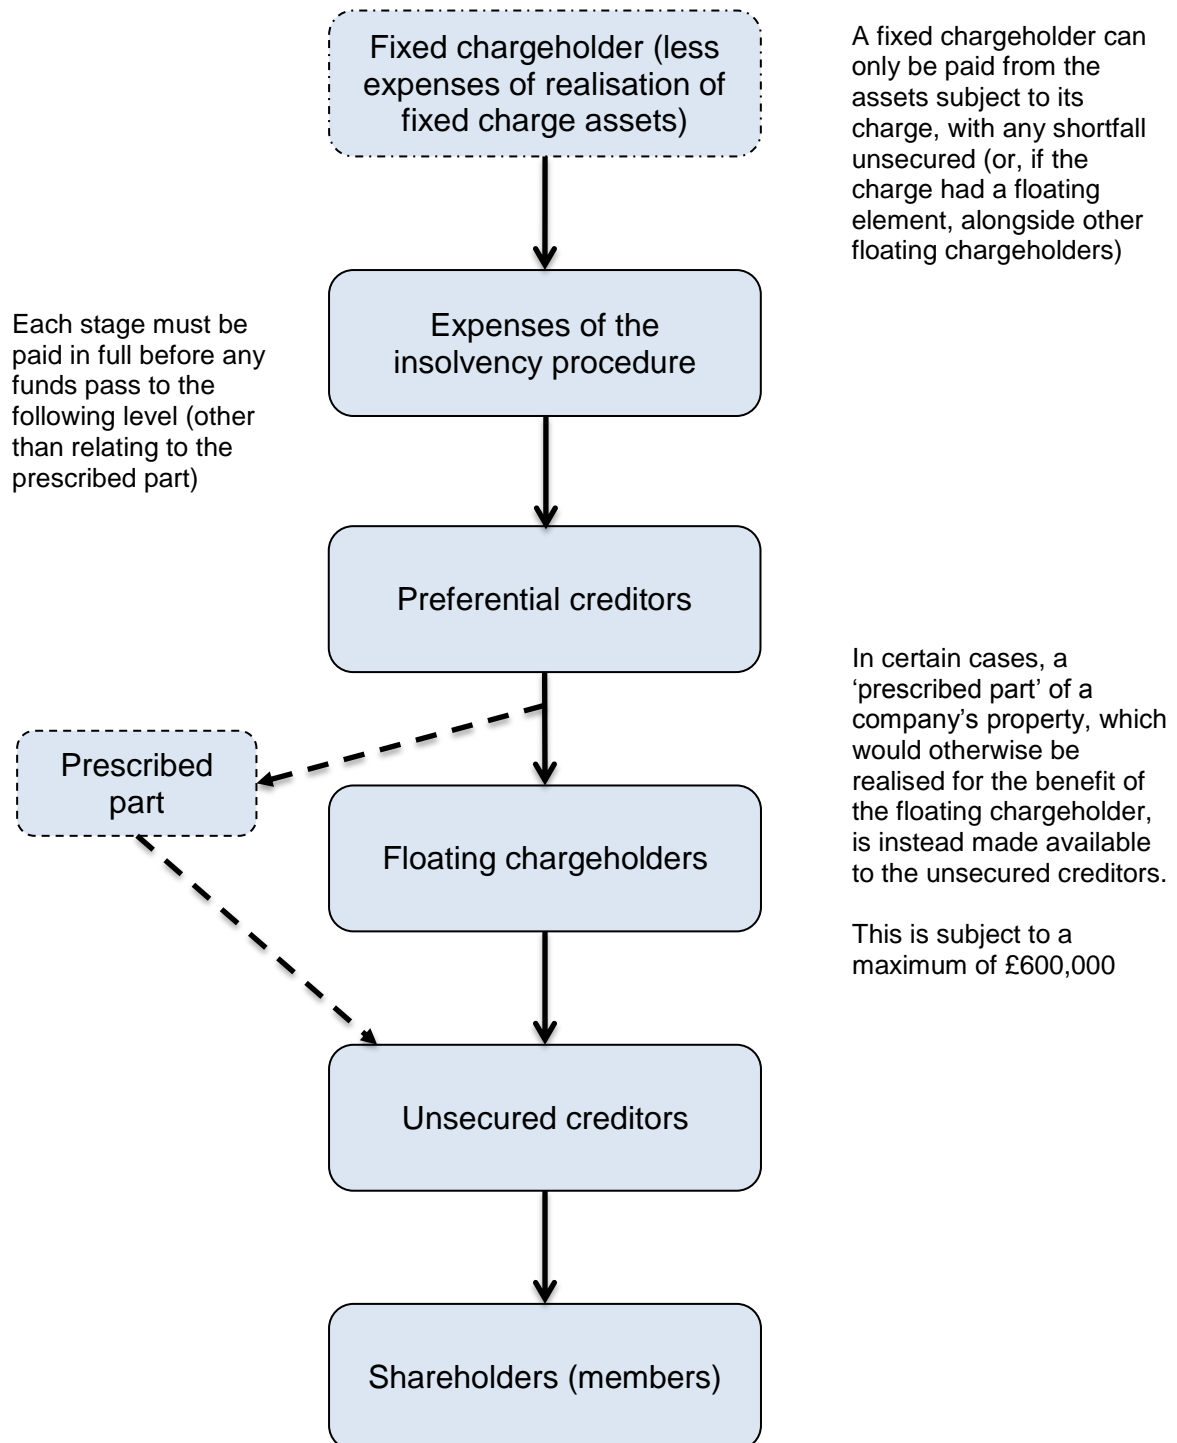 Fixed chargeholder (less
expenses of realisation of
fixed charge assets)
A fixed chargeholder can
only be paid from the
assets subject to its
charge, with any shortfall
unsecured (or, if the
charge had a floating
element, alongside other
floating chargeholders)
Each stage must be
paid in full before any
funds pass to the
following level (other
than relating to the
prescribed part)
Expenses of the
insolvency procedure
Preferential creditors
In certain cases, a
‘prescribed part’ of a
company’s property, which
would otherwise be
realised for the benefit of
the floating chargeholder,
is instead made available
to the unsecured creditors.
This is subject to a
maximum of £600,000
Prescribed
part
Floating chargeholders
Unsecured creditors
Shareholders (members)